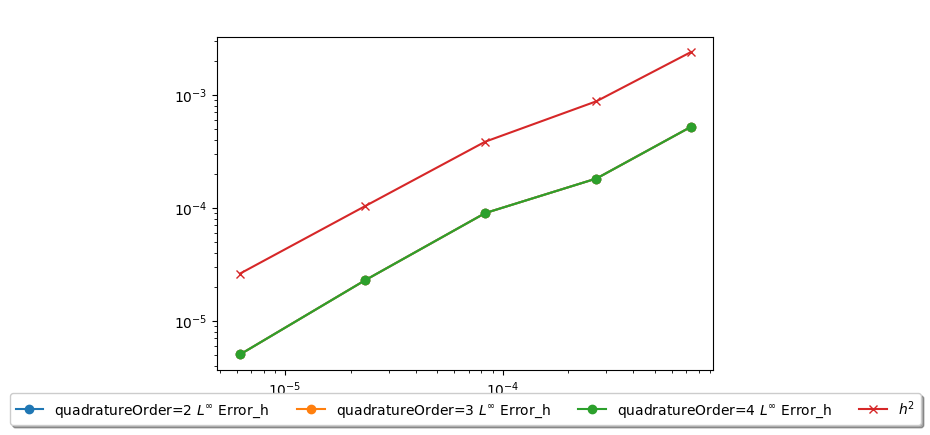 10⁻³
10⁻⁴
10⁻⁵
10⁻⁵ 10⁻⁴
quadratureOrder=2 L^∞ Error_h quadratureOrder=3 L^∞ Error_h quadratureOrder=4 L^∞ Error_h h²